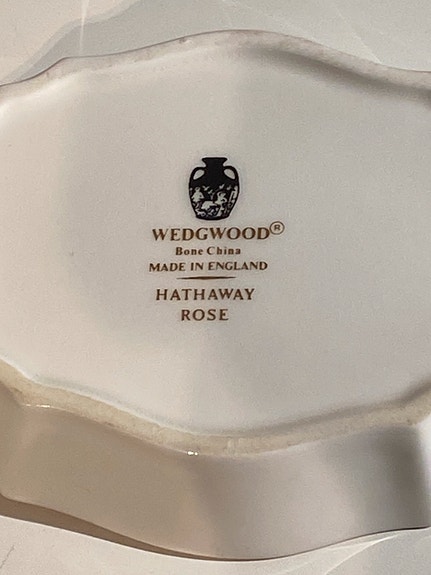 WEDGWOOD®
Bone China
MADE IN ENGLAND
HATHAWAY
ROSE